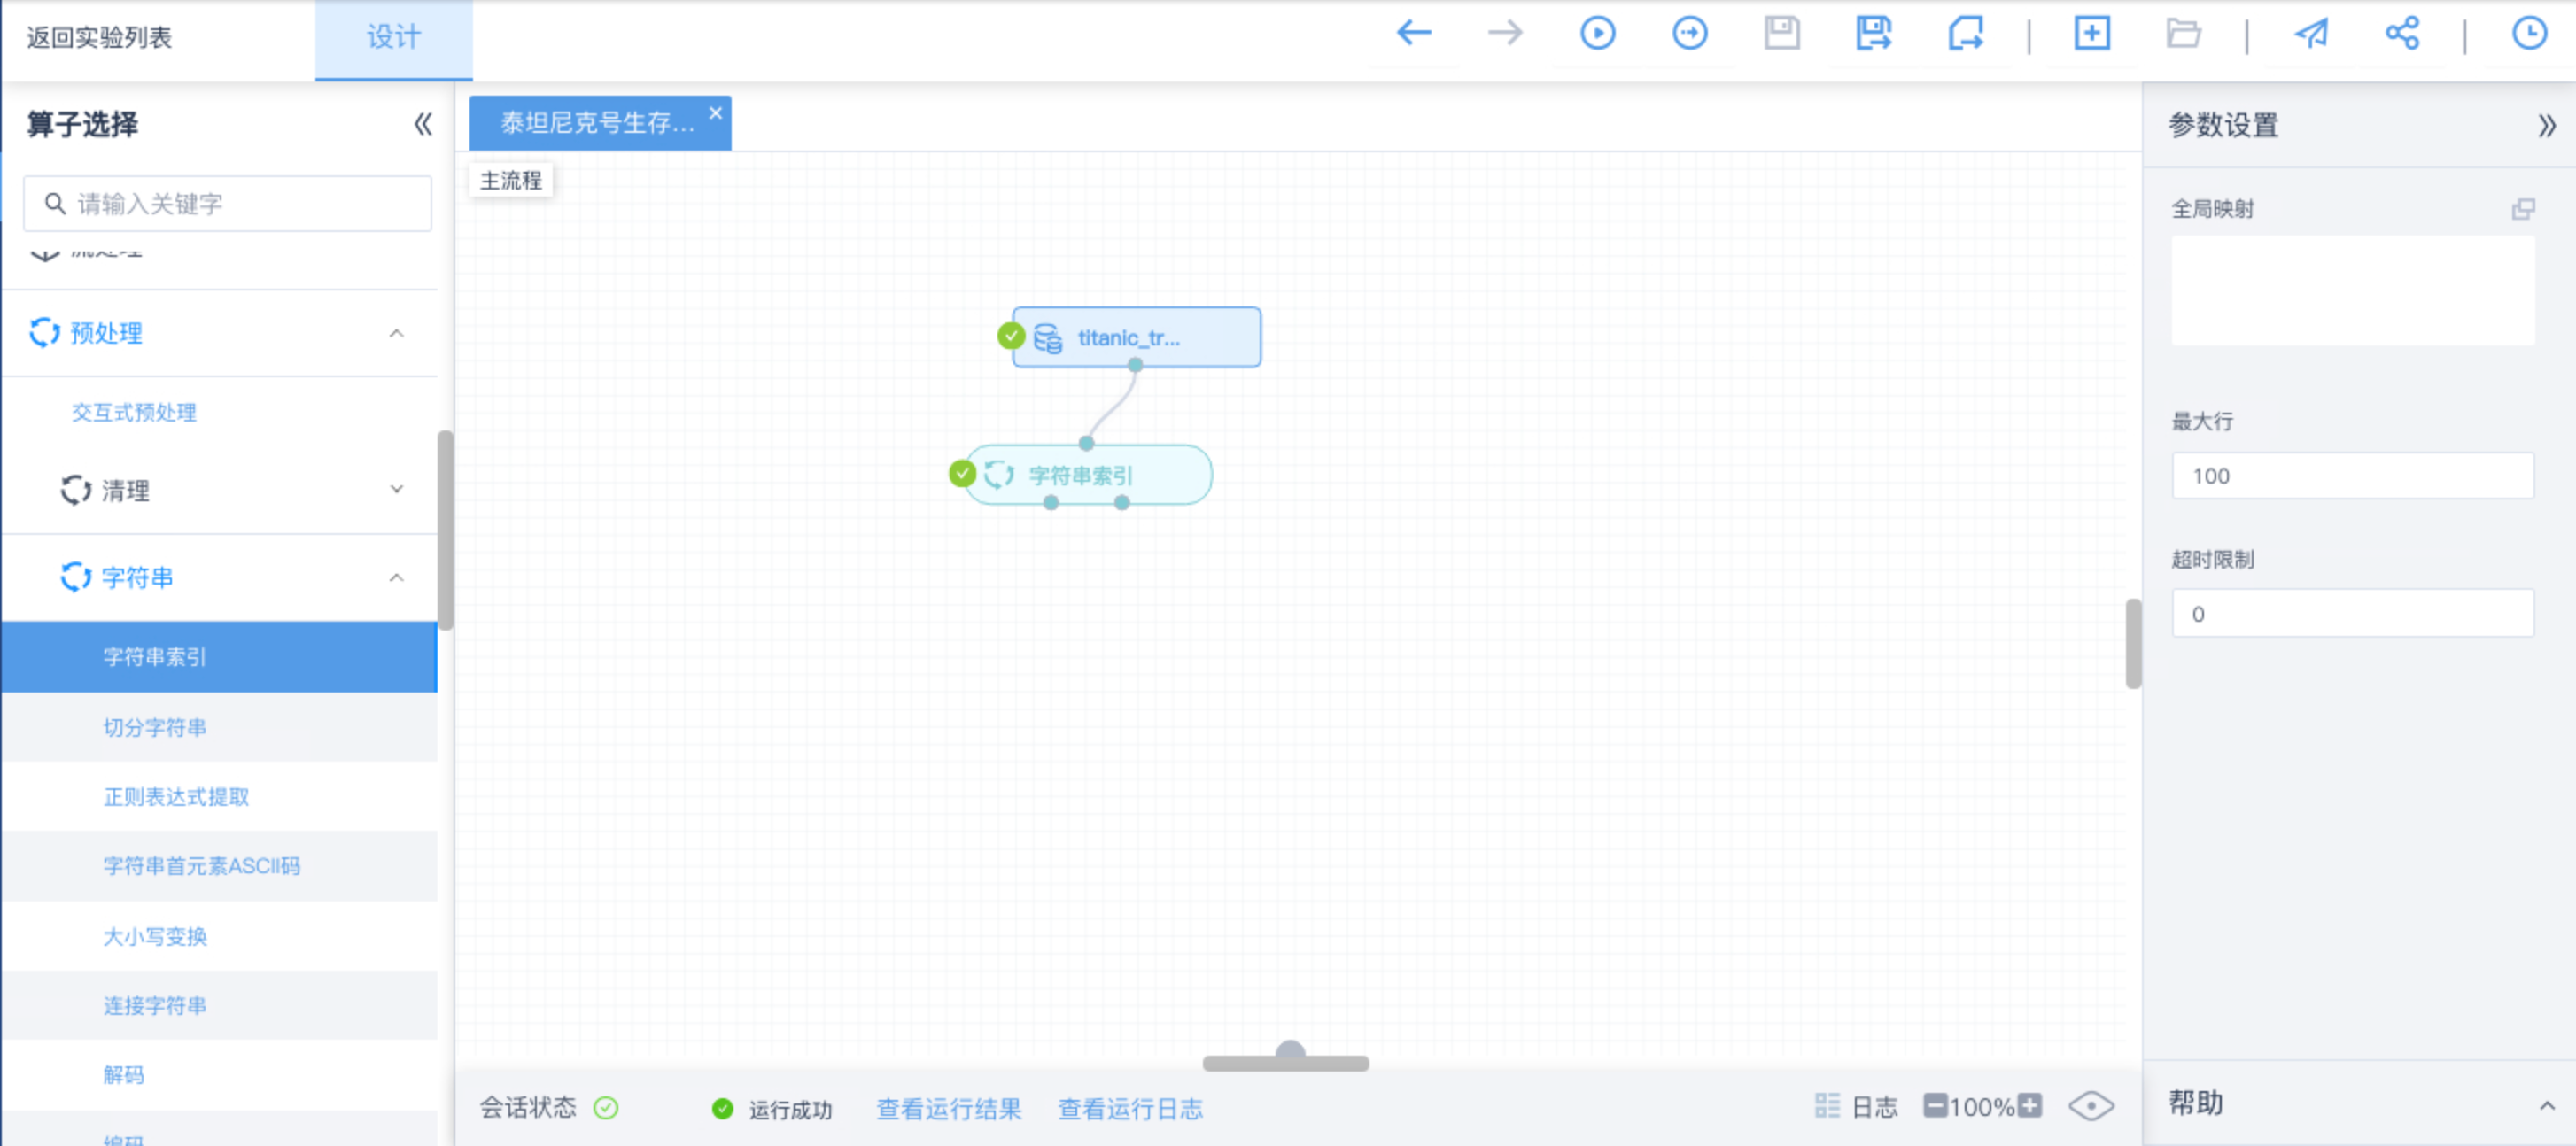 返回实验列表
设计
算子选择
请输入关键字
流处理
预处理
交互式预处理
清理
字符串
字符串索引
切分字符串
正则表达式提取
字符串首元素ASCII码
大小写变换
连接字符串
解码
编码
泰坦尼克号生存...
主流程
titanic_tr...
字符串索引
会话状态
运行成功
查看运行结果
查看运行日志
日志
100%
参数设置
全局映射
最大行
100
超时限制
0
帮助